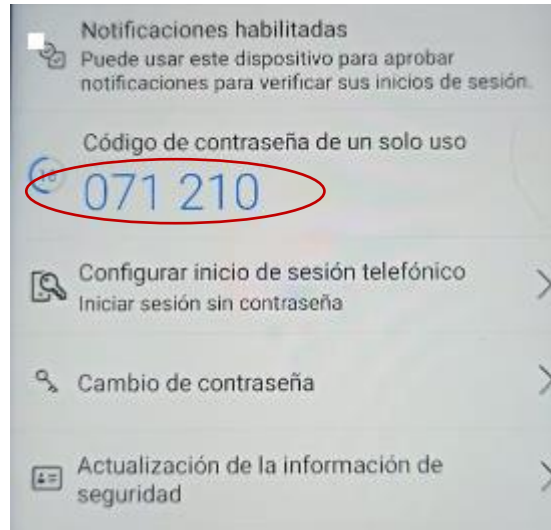 Notificaciones habilitadas
Puede usar este dispositivo para aprobar
notificaciones para verificar sus inicios de sesión.
Código de contraseña de un solo uso
071 210
Configurar inicio de sesión telefónico
Iniciar sesión sin contraseña
Cambio de contraseña
Actualización de la información de
seguridad